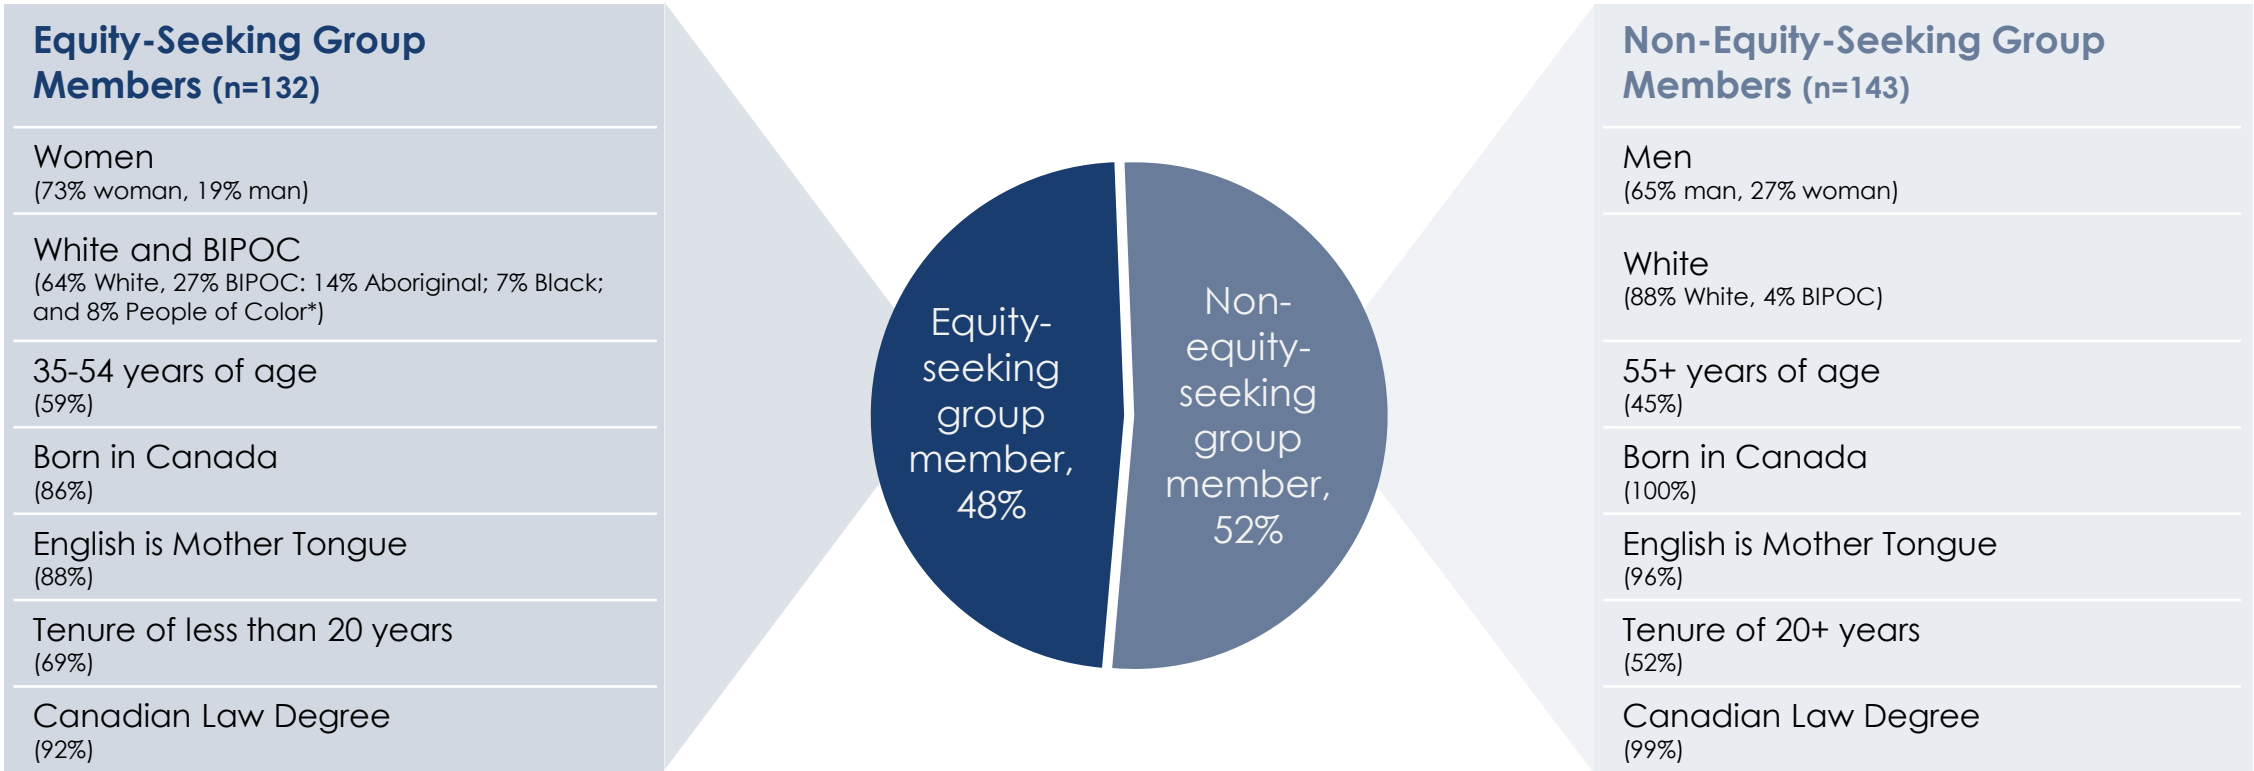 Equity-Seeking Group
Members (n=132)
Women
(73% woman, 19% man)
White and BIPOC
(64% White, 27% BIPOC: 14% Aboriginal; 7% Black;
and 8% People of Color*)
35-54 years of age
(59%)
Born in Canada
(86%)
English is Mother Tongue
(88%)
Tenure of less than 20 years
(69%)
Canadian Law Degree
(92%)
Equity-
seeking
group
member,
48%
Non-
equity-
seeking
group
member,
52%
Non-Equity-Seeking Group
Members (n=143)
Men
(65% man, 27% woman)
White
(88% White, 4% BIPOC)
55+ years of age
(45%)
Born in Canada
(100%)
English is Mother Tongue
(96%)
Tenure of 20+ years
(52%)
Canadian Law Degree
(99%)